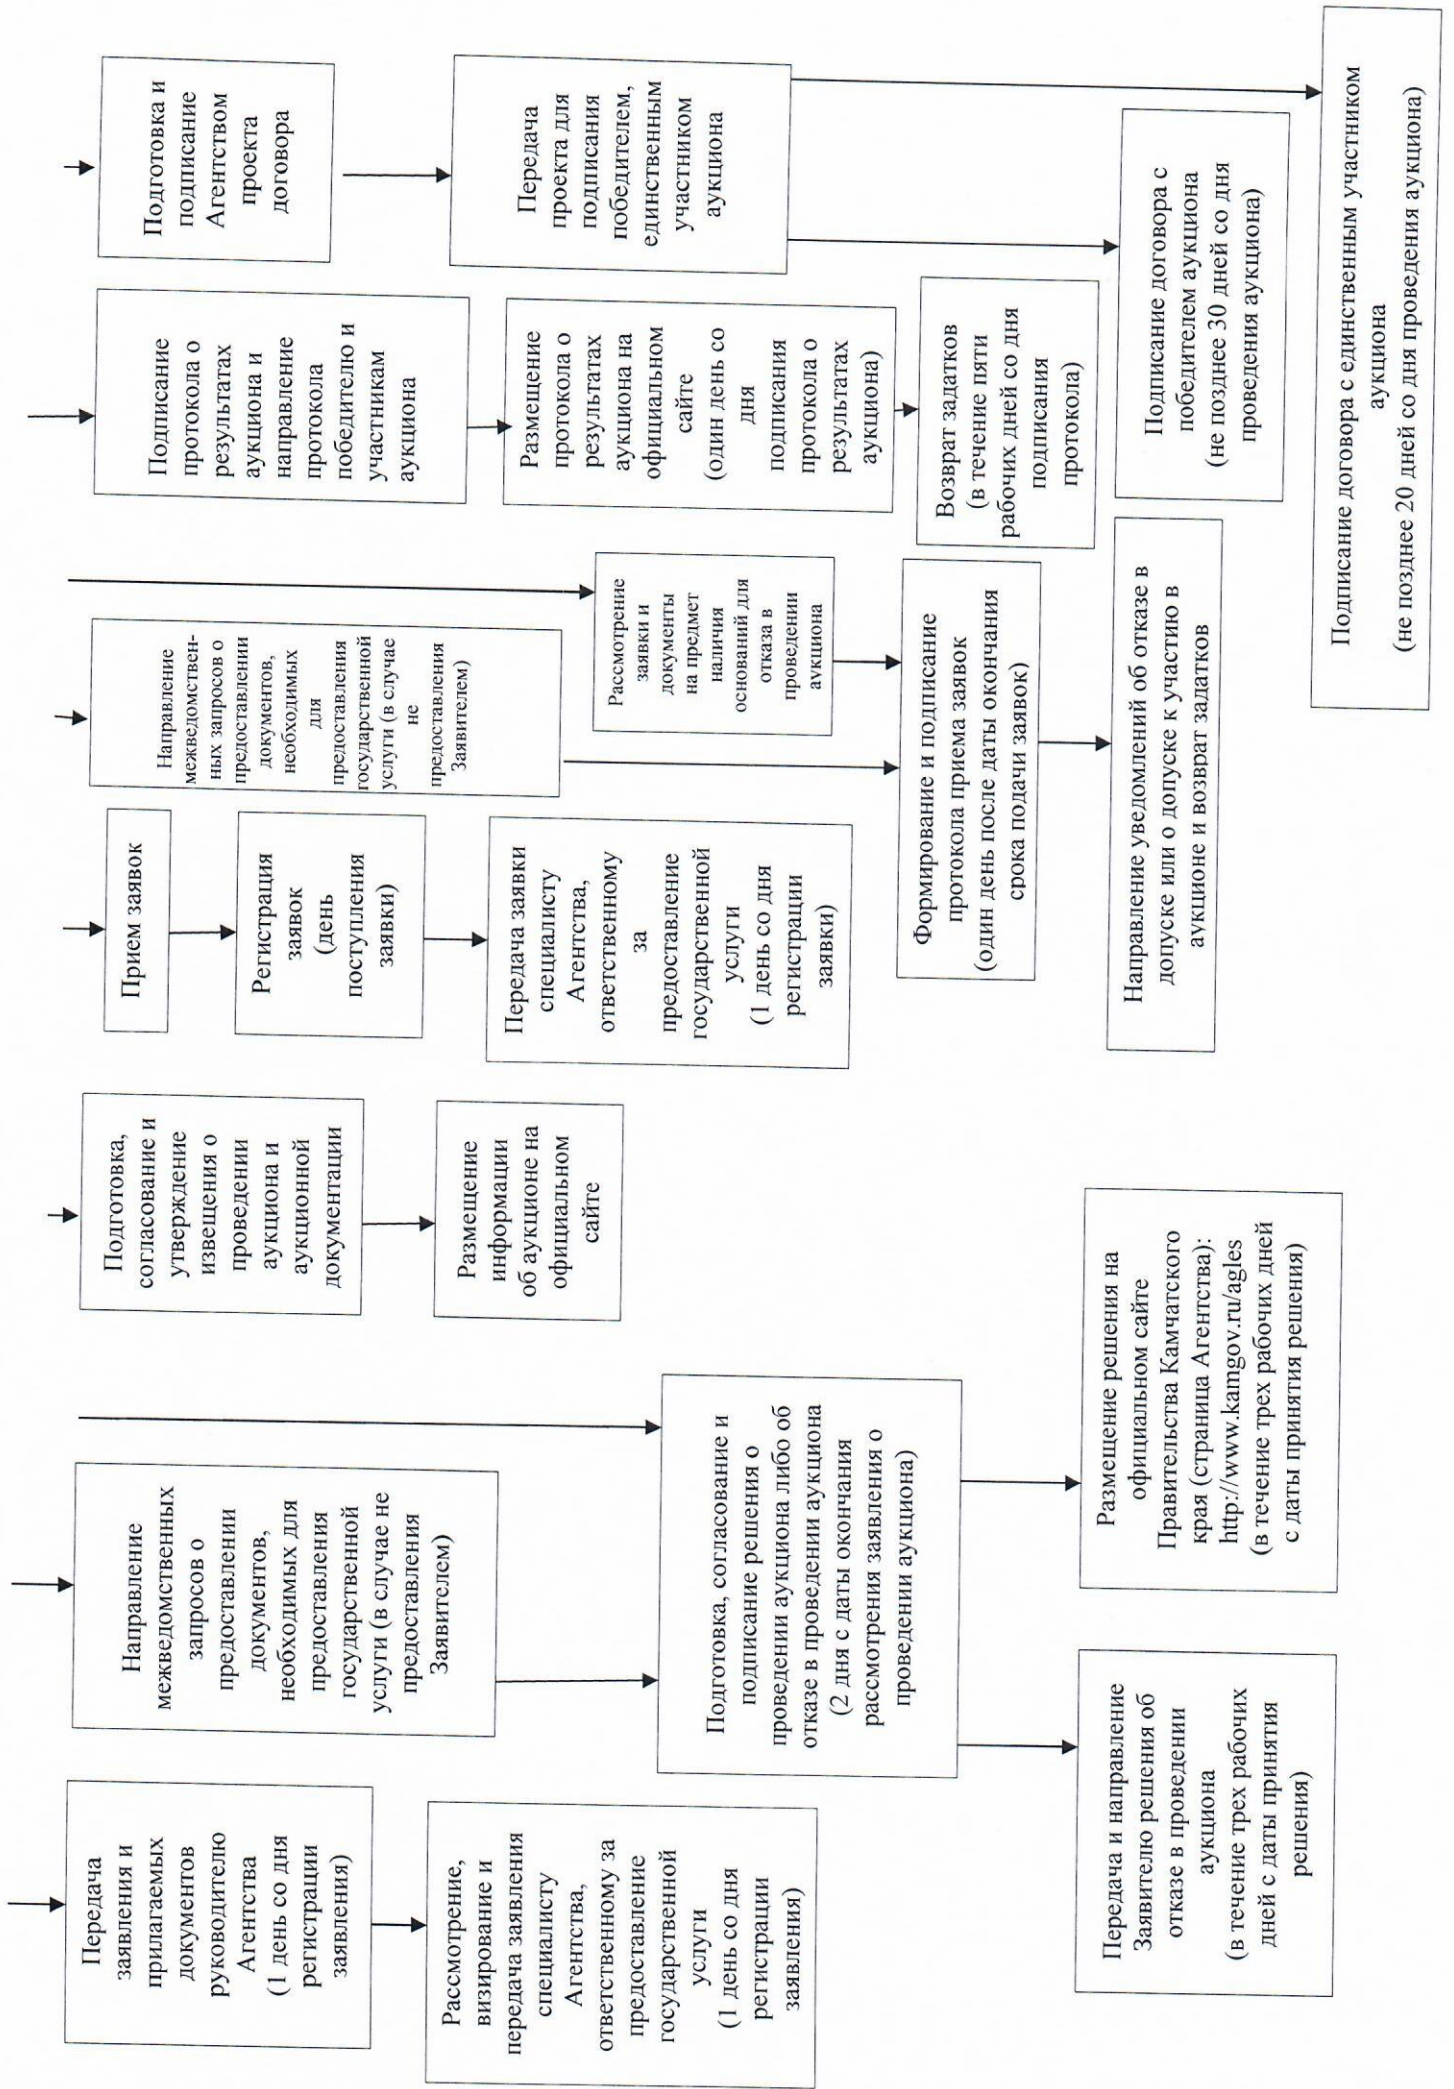 Передача
заявления и
прилагаемых
документов
руководителю
Агентства
(1 день со дня
регистрации
заявления)
Рассмотрение,
визирование и
передача заявления
специалисту
Агентства,
ответственному за
предоставление
государственной
услуги
(1 день со дня
регистрации
заявления)
Направление
межведомственных
запросов о
предоставлении
документов,
необходимых для
предоставления
государственной
услуги (в случае не
предоставления
Заявителем)
Подготовка, согласование и
подписание решения о
проведении аукциона либо об
отказе в проведении аукциона
(2 дня с даты окончания
рассмотрения заявления о
проведении аукциона)
Передача и направление
Заявителю решения об
отказе в проведении
аукциона
(в течение трех рабочих
дней с даты принятия
решения)
Размещение решения на
официальном сайте
Правительства Камчатского
края (страница Агентства):
http://www.kamgov.ru/agles
(в течение трех рабочих дней
с даты принятия решения)
Подготовка,
согласование и
утверждение
извещения о
проведении
аукциона и
аукционной
документации
Размещение
информации
об аукционе на
официальном
сайте
Прием заявок
Регистрация
заявок
(день
поступления
заявки)
Передача заявки
специалисту
Агентства,
ответственному
за
предоставление
государственной
услуги
(1 день со дня
регистрации
заявки)
Направление
межведомствен-
ных запросов о
предоставлении
документов,
необходимых
для
предоставления
государственной
услуги (в случае
не
предоставления
Заявителем)
Рассмотрение
заявки и
документы
на предмет
наличия
оснований для
отказа в
проведении
аукциона
Формирование и подписание
протокола приема заявок
(один день после даты окончания
срока подачи заявок)
Направление уведомлений об отказе в
допуске или о допуске к участию в
аукционе и возврат задатков
Подписание
протокола о
результатах
аукциона и
направление
протокола
победителю и
участникам
аукциона
Размещение
протокола о
результатах
аукциона на
официальном
сайте
(один день со
дня
подписания
протокола о
результатах
аукциона)
Возврат задатков
(в течение пяти
рабочих дней со дня
подписания
протокола)
Подготовка и
подписание
Агентством
проекта
договора
Передача
проекта для
подписания
победителем,
единственным
участником
аукциона
Подписание договора с
победителем аукциона
(не позднее 30 дней со дня
проведения аукциона)
Подписание договора с единственным участником
аукциона
(не позднее 20 дней со дня проведения аукциона)